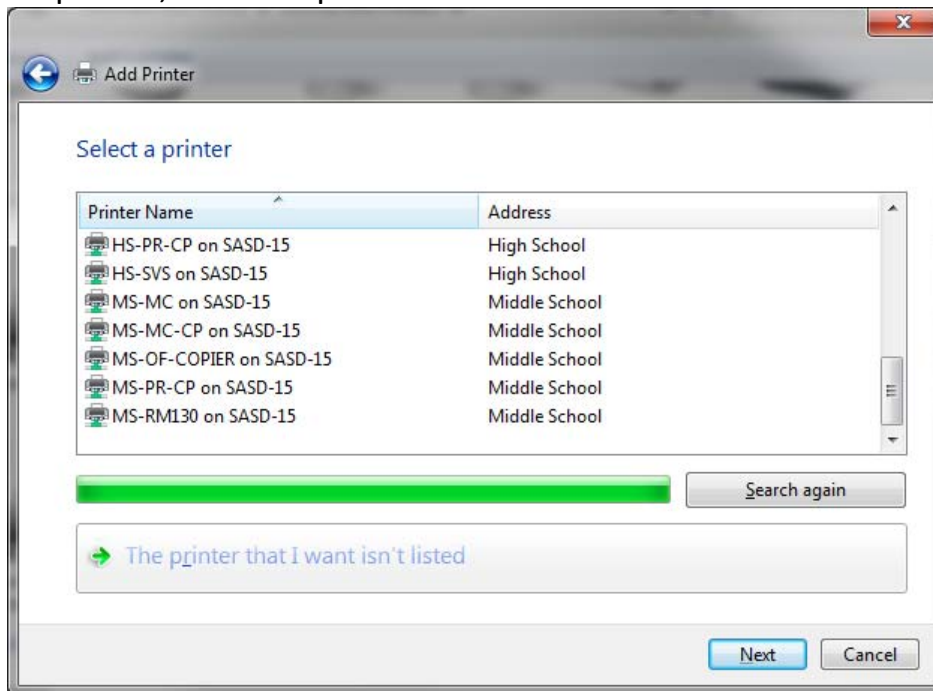 Add Printer
Select a printer
Printer Name Address
HS-PR-CP on SASD-15 High School
HS-SVS on SASD-15 High School
MS-MC on SASD-15 Middle School
MS-MC-CP on SASD-15 Middle School
MS-OF-COPIER on SASD-15 Middle School
MS-PR-CP on SASD-15 Middle School
MS-RM130 on SASD-15 Middle School
Search again
The printer that I want isn't listed
Next Cancel